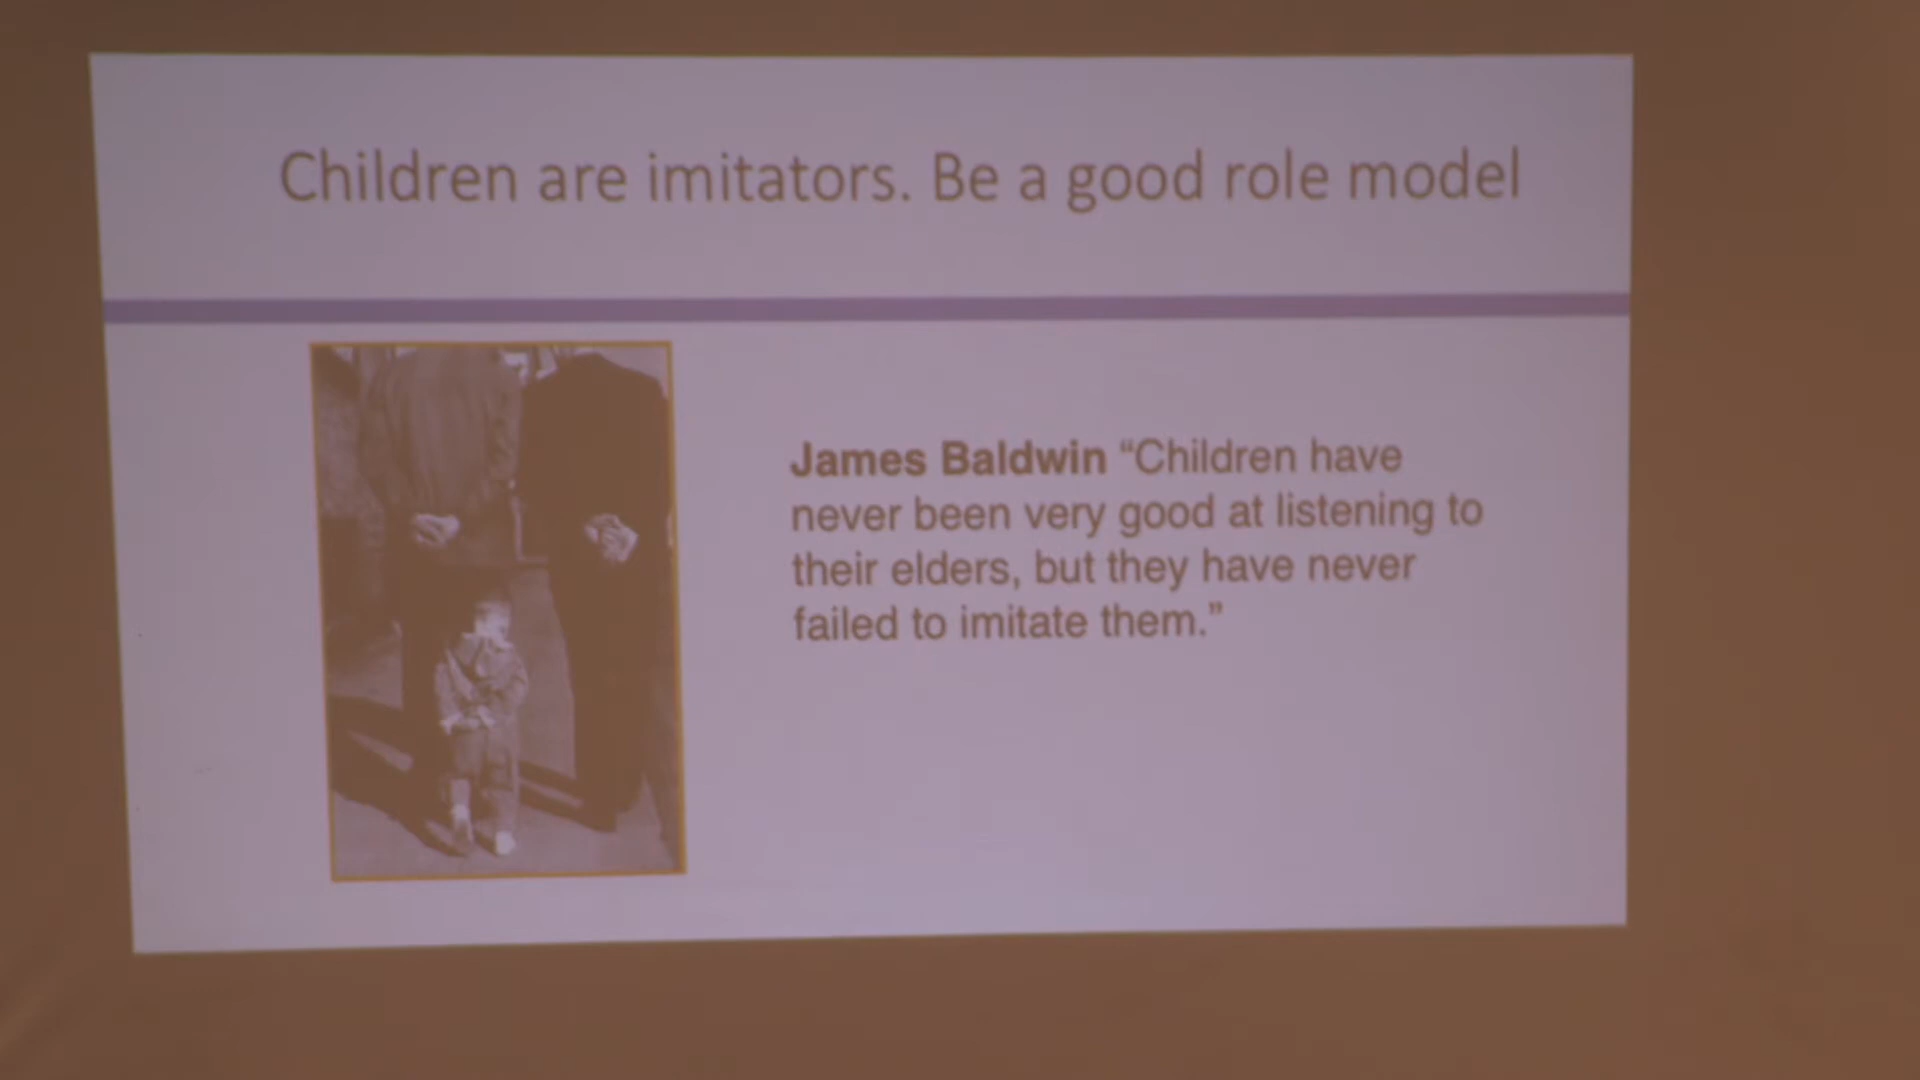 Children are imitators. Be a good role model
James Baldwin “Children have
never been very good at listening to
their elders, but they have never
failed to imitate them.”